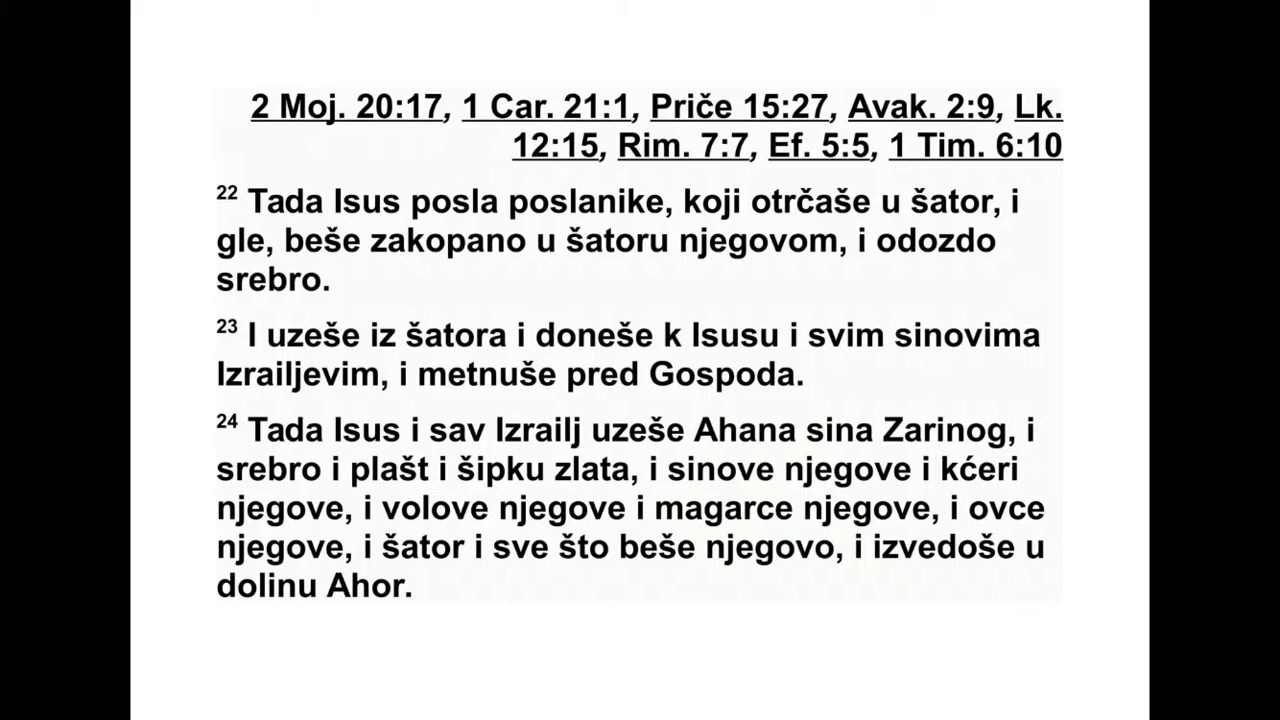 2 Moj. 20:17, 1 Car. 21:1, Priče 15:27, Avak. 2:9, Lk.
12:15, Rim. 7:7, Ef. 5:5, 1 Tim. 6:10
22 Tada Isus posla poslanike, koji otrčaše u šator, i
gle, beše zakopano u šatoru njegovom, i odozdo
srebro.
23 I uzeše iz šatora i doneše k Isusu i svim sinovima
Izrailjevim, i metnuše pred Gospoda.
24 Tada Isus i sav Izrailj uzeše Ahana sina Zarinog, i
srebro i plašt i šipku zlata, i sinove njegove i kćeri
njegove, i volove njegove i magarce njegove, i ovce
njegove, i šator i sve što beše njegovo, i izvedoše u
dolinu Ahor.